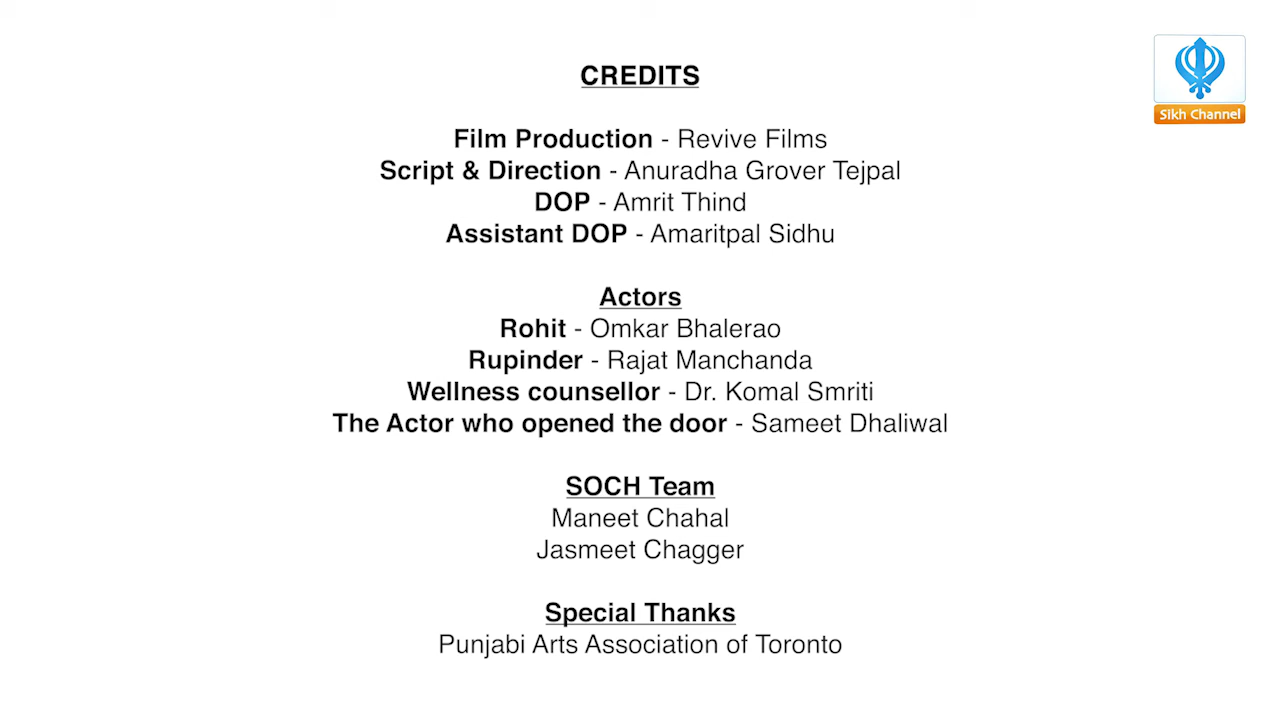 CREDITS
Film Production - Revive Films
Script & Direction - Anuradha Grover Tejpal
DOP - Amrit Thind
Assistant DOP - Amaritpal Sidhu
Actors
Rohit - Omkar Bhalerao
Rupinder - Rajat Manchanda
Wellness counsellor - Dr. Komal Smriti
The Actor who opened the door - Sameet Dhaliwal
SOCH Team
Maneet Chahal
Jasmeet Chagger
Special Thanks
Punjabi Arts Association of Toronto
Sikh Channel